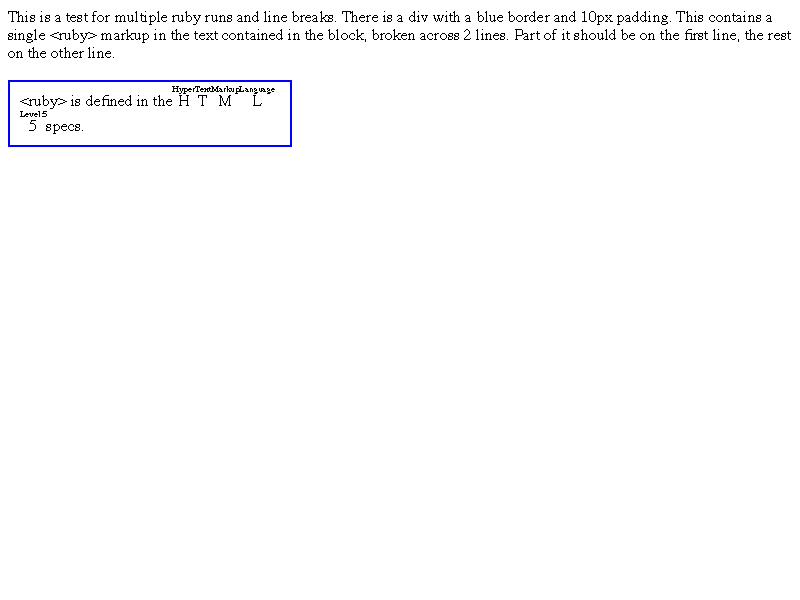 This is a test for multiple ruby runs and line breaks. There is a div with a blue border and 10px padding. This contains a
single <ruby> markup in the text contained in the block, broken across 2 lines. Part of it should be on the first line, the rest
on the other line.
HyperTextMarkupLanguage
<ruby> is defined in the H T M L
Level 5
5 specs.